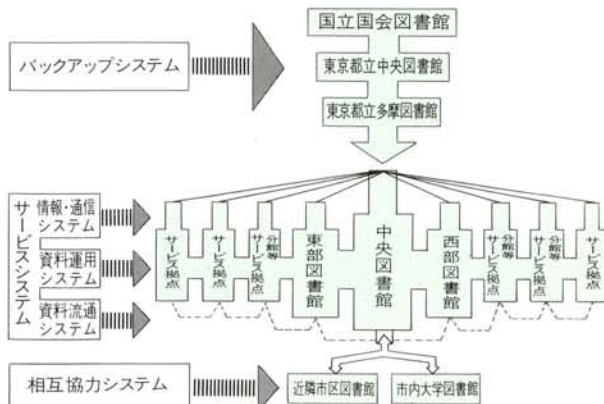 国立国会図書館
バックアップシステム
東京都立中央図書館
東京都立多摩図書館
サービスシステム
情報・通信
システム
資料運用
システム
資料流通
システム
サービス拠点
サービス拠点
分館等
サービス拠点
東部図書館
中央図書館
西部図書館
分館等
サービス拠点
サービス拠点
サービス拠点
相互協力システム
近隣市区図書館
市内大学図書館